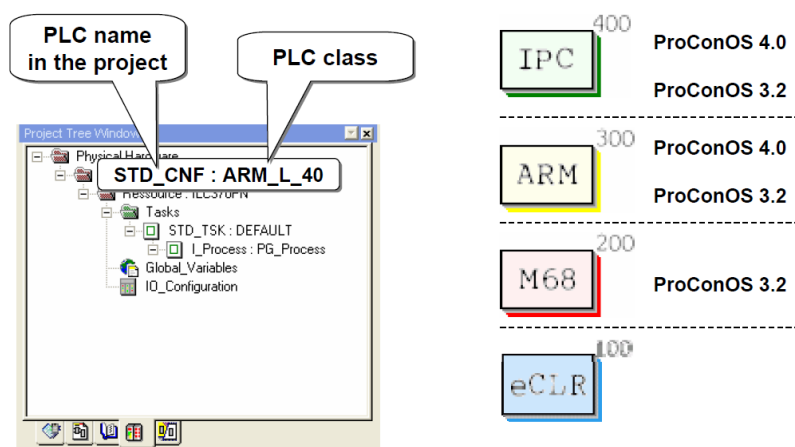 PLC name
in the project
PLC class
Project Tree Window
Physical Hardware
STD_CNF : ARM_L_40
Ressource : ILC370PN
Tasks
STD_TSK : DEFAULT
I_Process : PG_Process
Global_Variables
IO_Configuration
400
IPC
ProConOS 4.0
ProConOS 3.2
300
ARM
ProConOS 4.0
ProConOS 3.2
200
M68
ProConOS 3.2
100
eCLR